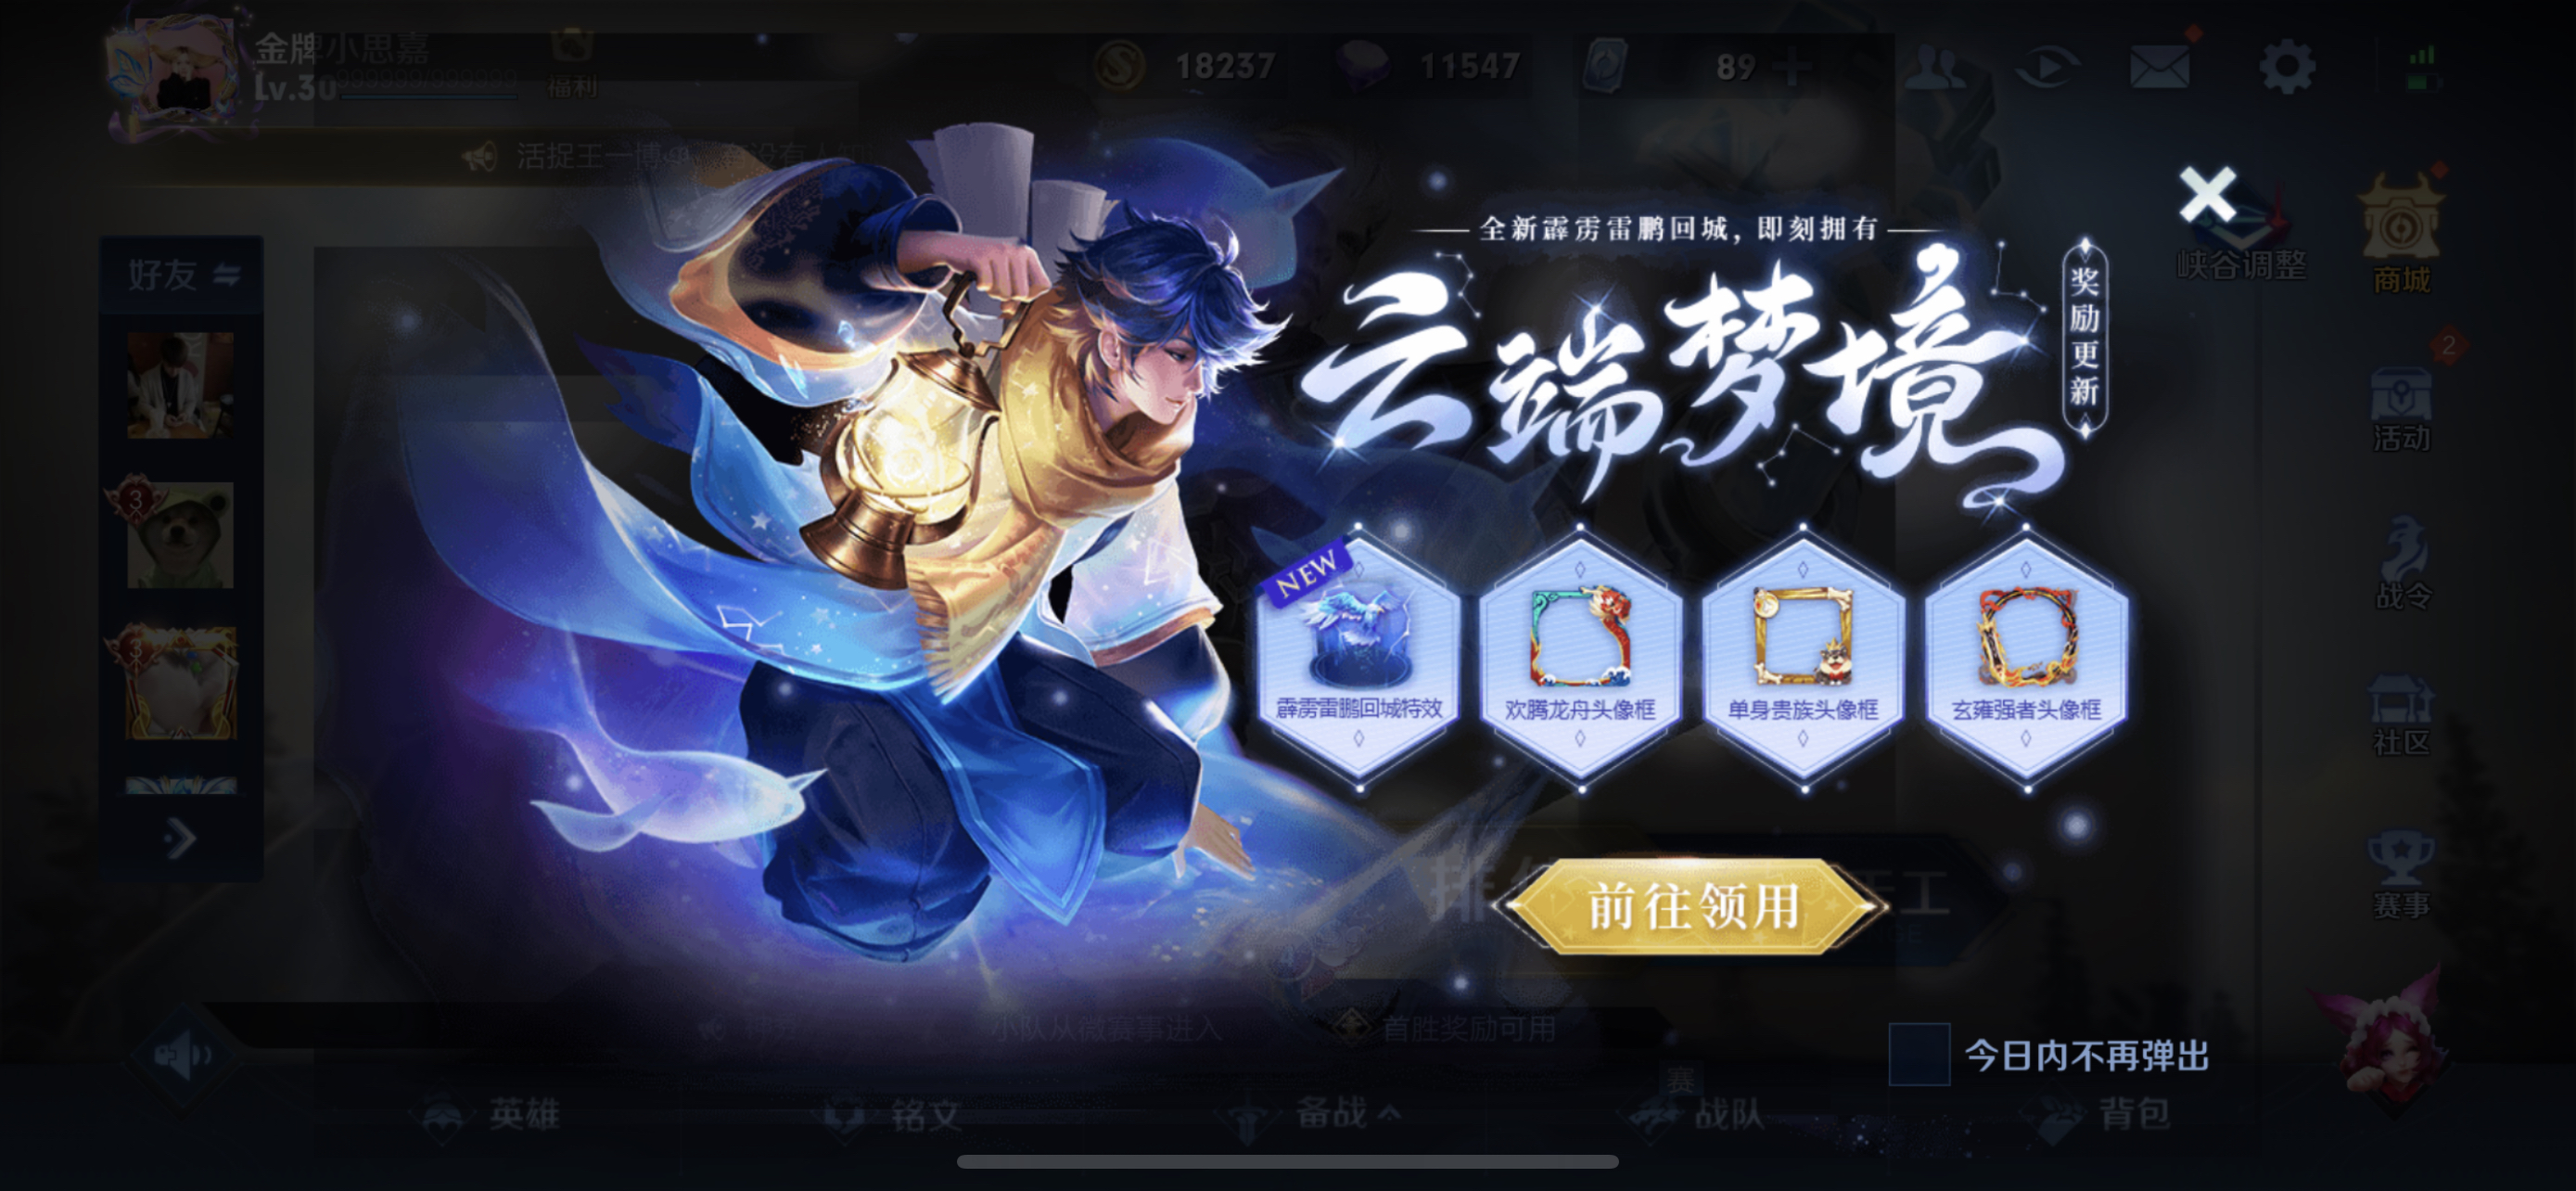 金牌小思嘉
Lv.30
福利
18237
11547
89
活捉王一博
全新霹雳雷鹏回城，即刻拥有
云端梦境
奖励更新
峡谷调整
商城
好友
2
活动
3
战令
3
NEW
霹雳雷鹏回城特效
欢腾龙舟头像框
单身贵族头像框
玄雍强者头像框
社区
前往领用
赛事
小队从微赛事进入
首胜奖励可用
今日内不再弹出
英雄
铭文
备战
赛
战队
背包